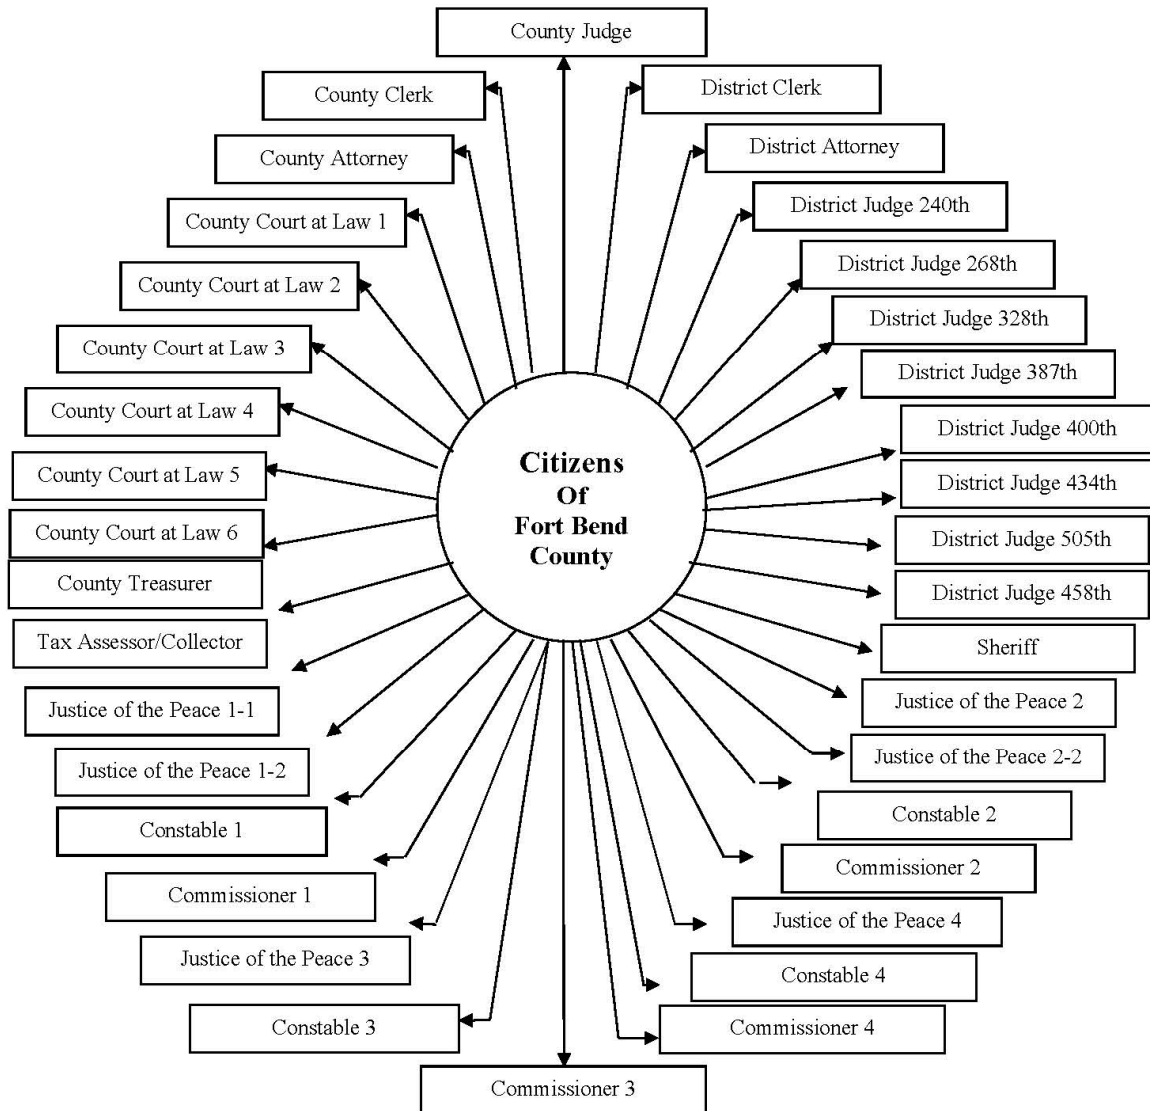 County Judge
County Clerk
District Clerk
County Attorney
District Attorney
County Court at Law 1
District Judge 240th
County Court at Law 2
District Judge 268th
County Court at Law 3
District Judge 328th
County Court at Law 4
District Judge 387th
County Court at Law 5
District Judge 400th
County Court at Law 6
District Judge 434th
County Treasurer
District Judge 505th
Tax Assessor/Collector
District Judge 458th
Citizens
Of
Fort Bend
County
Sheriff
Justice of the Peace 1-1
Justice of the Peace 2
Justice of the Peace 1-2
Justice of the Peace 2-2
Constable 1
Constable 2
Commissioner 1
Commissioner 2
Justice of the Peace 3
Justice of the Peace 4
Constable 3
Constable 4
Commissioner 4
Commissioner 3